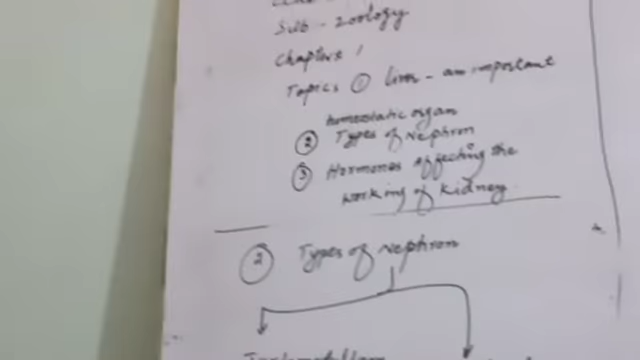 Sub - zoology
Chapters 1
Topics ① liver - an important
homeostatic organ
② Types of Nephron
③ Hormones affecting the
working of kidney
② Types of Nephron